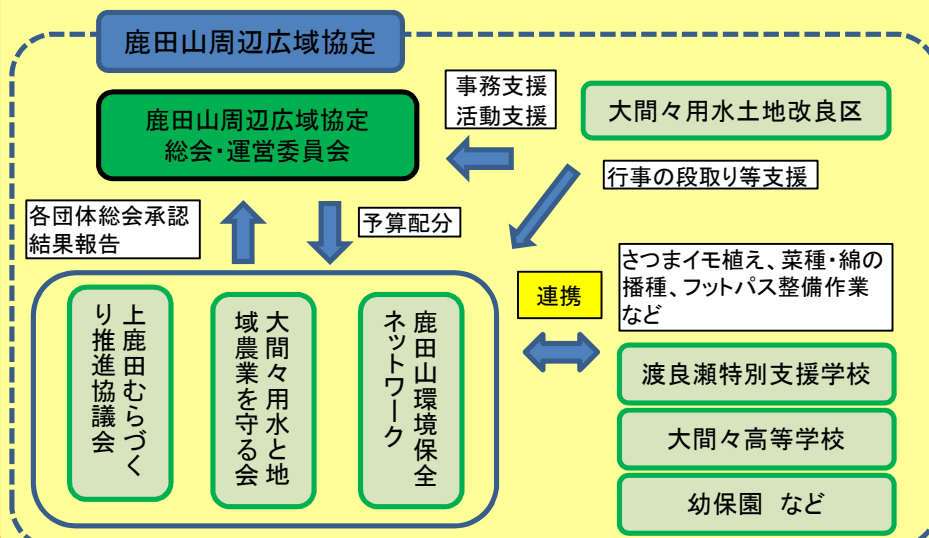 鹿田山周辺広域協定
鹿田山周辺広域協定
総会・運営委員会
事務支援
活動支援
大間々用水土地改良区
行事の段取り等支援
各団体総会承認
結果報告
予算配分
連携
さつまイモ植え、菜種・綿の
播種、フットパス整備作業
など
上鹿田むらづく
り推進協議会
大間々用水と地
域農業を守る会
鹿田山環境保全
ネットワーク
渡良瀬特別支援学校
大間々高等学校
幼保園 など